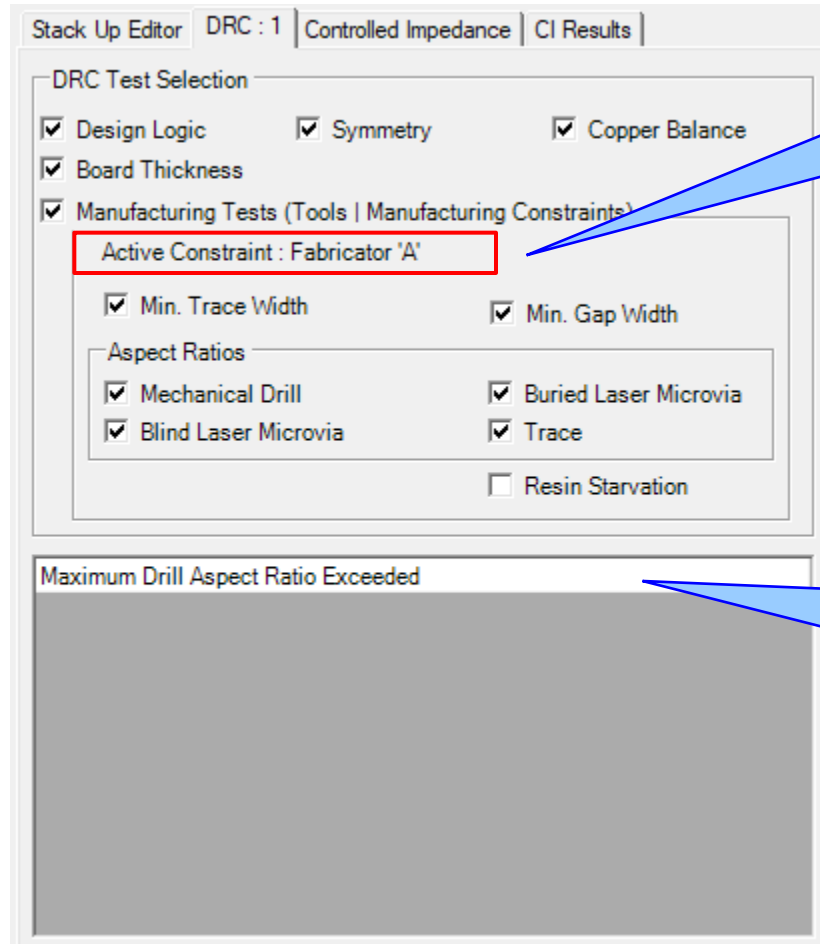 Stack Up Editor DRC : 1 Controlled Impedance CI Results
DRC Test Selection
Design Logic Symmetry Copper Balance
Board Thickness
Manufacturing Tests (Tools | Manufacturing Constraints)
Active Constraint : Fabricator 'A'
Min. Trace Width Min. Gap Width
Aspect Ratios
Mechanical Drill Buried Laser Microvia
Blind Laser Microvia Trace
Resin Starvation
Maximum Drill Aspect Ratio Exceeded